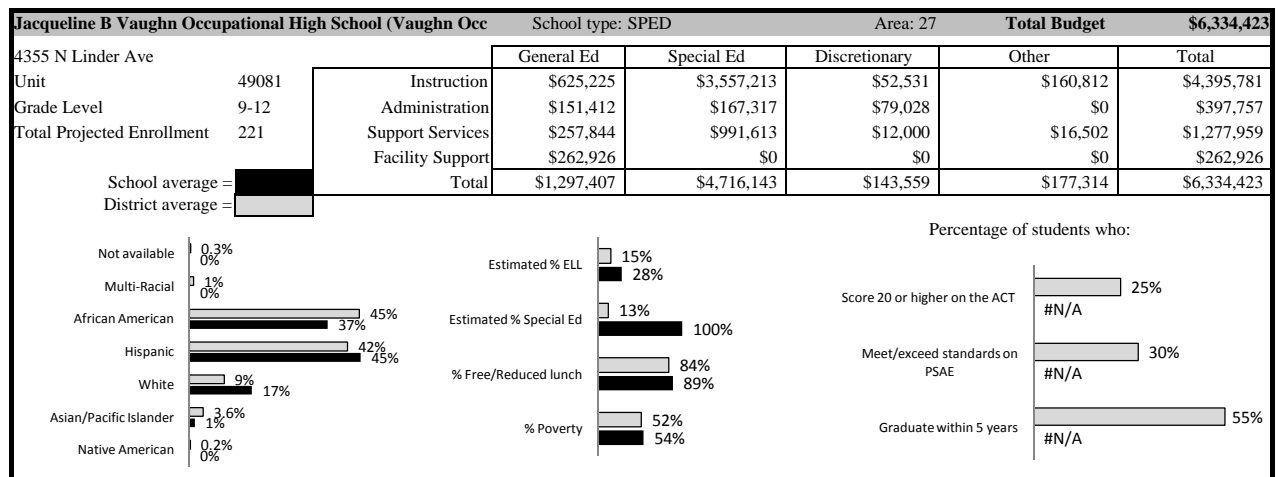 Jacqueline B Vaughn Occupational High School (Vaughn Occ School type: SPED Area: 27 Total Budget $6,334,423
4355 N Linder Ave General Ed Special Ed Discretionary Other Total
Unit 49081 Instruction $625,225 $3,557,213 $52,531 $160,812 $4,395,781
Grade Level 9-12 Administration $151,412 $167,317 $79,028 $0 $397,757
Total Projected Enrollment 221 Support Services $257,844 $991,613 $12,000 $16,502 $1,277,959
Facility Support $262,926 $0 $0 $0 $262,926
School average = Total $1,297,407 $4,716,143 $143,559 $177,314 $6,334,423
District average =
Not available 0.3%
0%
Multi-Racial 1%
0%
African American 45%
37%
Hispanic 42%
45%
White 9%
17%
Asian/Pacific Islander 3.6%
1%
Native American 0.2%
0%
Estimated % ELL 15%
28%
Estimated % Special Ed 13%
100%
% Free/Reduced lunch 84%
89%
% Poverty 52%
54%
Percentage of students who:
Score 20 or higher on the ACT 25%
#N/A
Meet/exceed standards on
PSAE 30%
#N/A
Graduate within 5 years 55%
#N/A